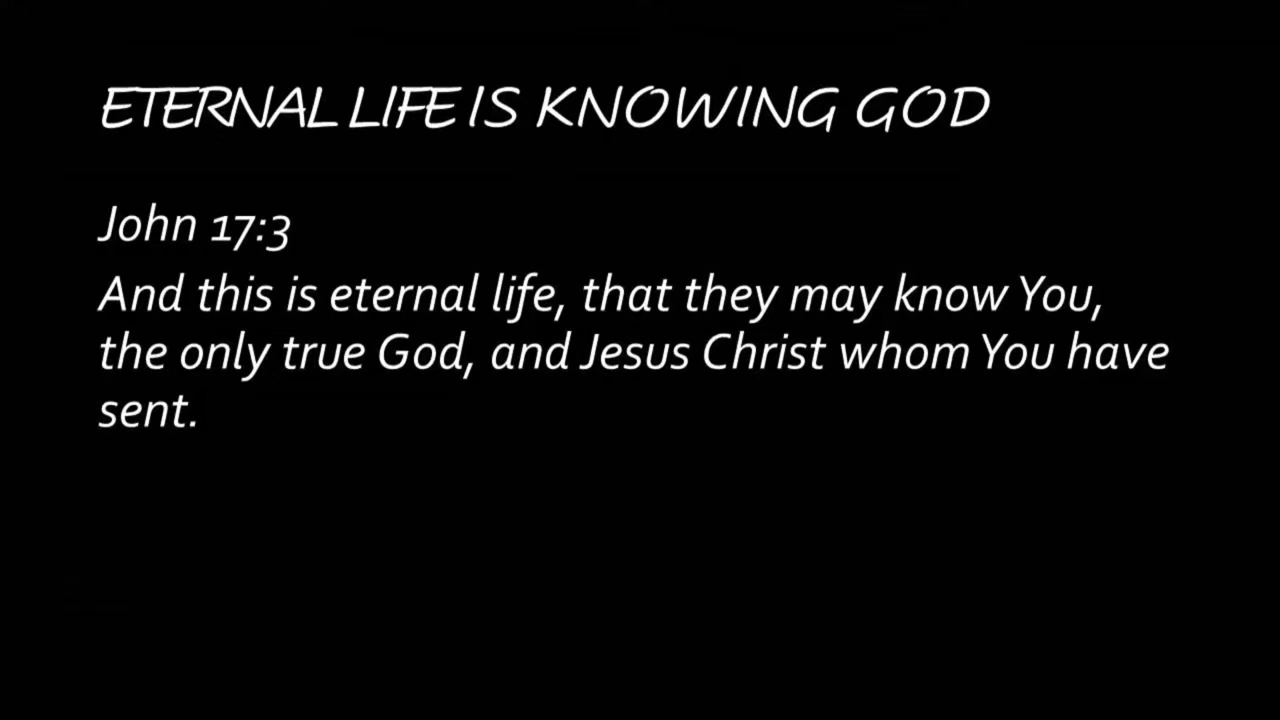 ETERNAL LIFE IS KNOWING GOD
John 17:3
And this is eternal life, that they may know You,
the only true God, and Jesus Christ whom You have
sent.